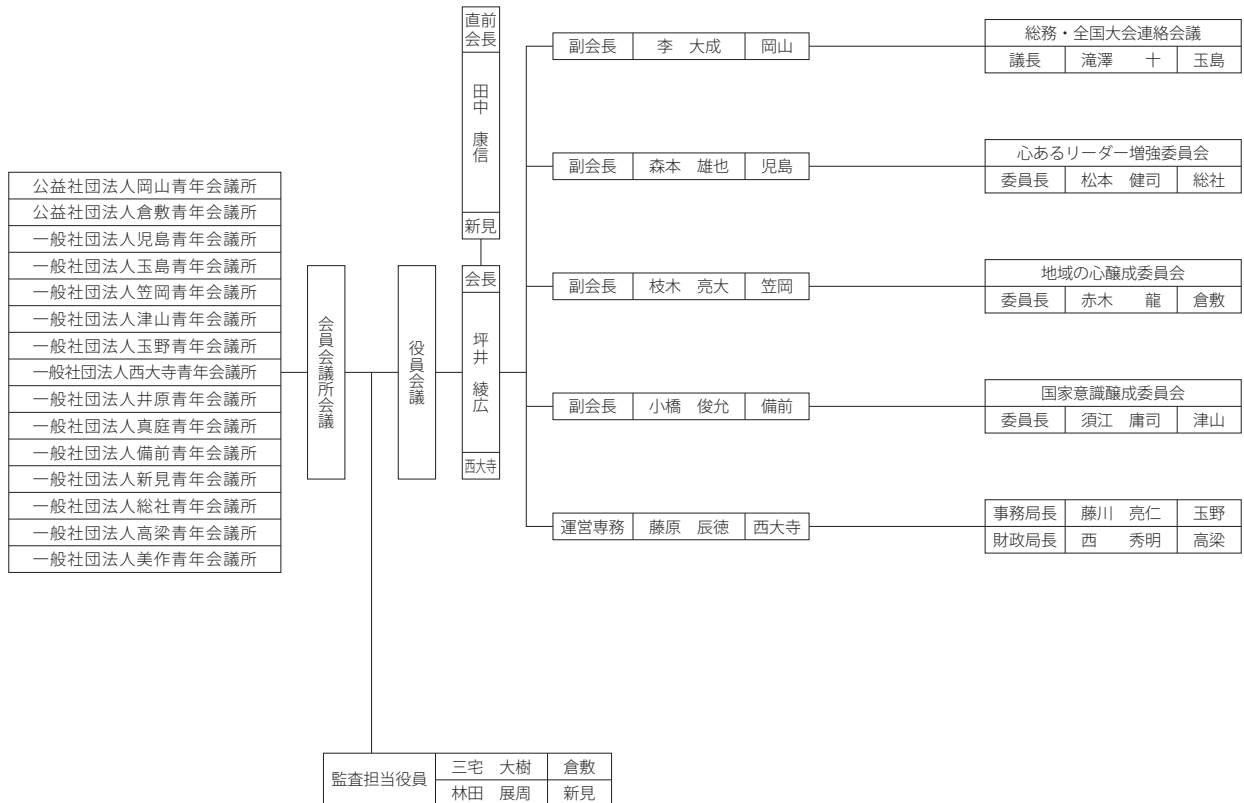 公益社団法人岡山青年会議所
公益社団法人倉敷青年会議所
一般社団法人児島青年会議所
一般社団法人玉島青年会議所
一般社団法人笠岡青年会議所
一般社団法人津山青年会議所
一般社団法人玉野青年会議所
一般社団法人西大寺青年会議所
一般社団法人井原青年会議所
一般社団法人真庭青年会議所
一般社団法人備前青年会議所
一般社団法人新見青年会議所
一般社団法人総社青年会議所
一般社団法人高梁青年会議所
一般社団法人美作青年会議所
会員会議所会議
役員会議
直前
会長
田中 康信
新見
会長
坪井 綾広
西大寺
副会長 李 大成 岡山
総務・全国大会連絡会議
議長 滝澤 十 玉島
副会長 森本 雄也 児島
心あるリーダー増強委員会
委員長 松本 健司 総社
副会長 枝木 亮大 笠岡
地域の心醸成委員会
委員長 赤木 龍 倉敷
副会長 小橋 俊允 備前
国家意識醸成委員会
委員長 須江 庸司 津山
運営専務 藤原 辰徳 西大寺
事務局長 藤川 亮仁 玉野
財政局長 西 秀明 高梁
監査担当役員
三宅 大樹 倉敷
林田 展周 新見